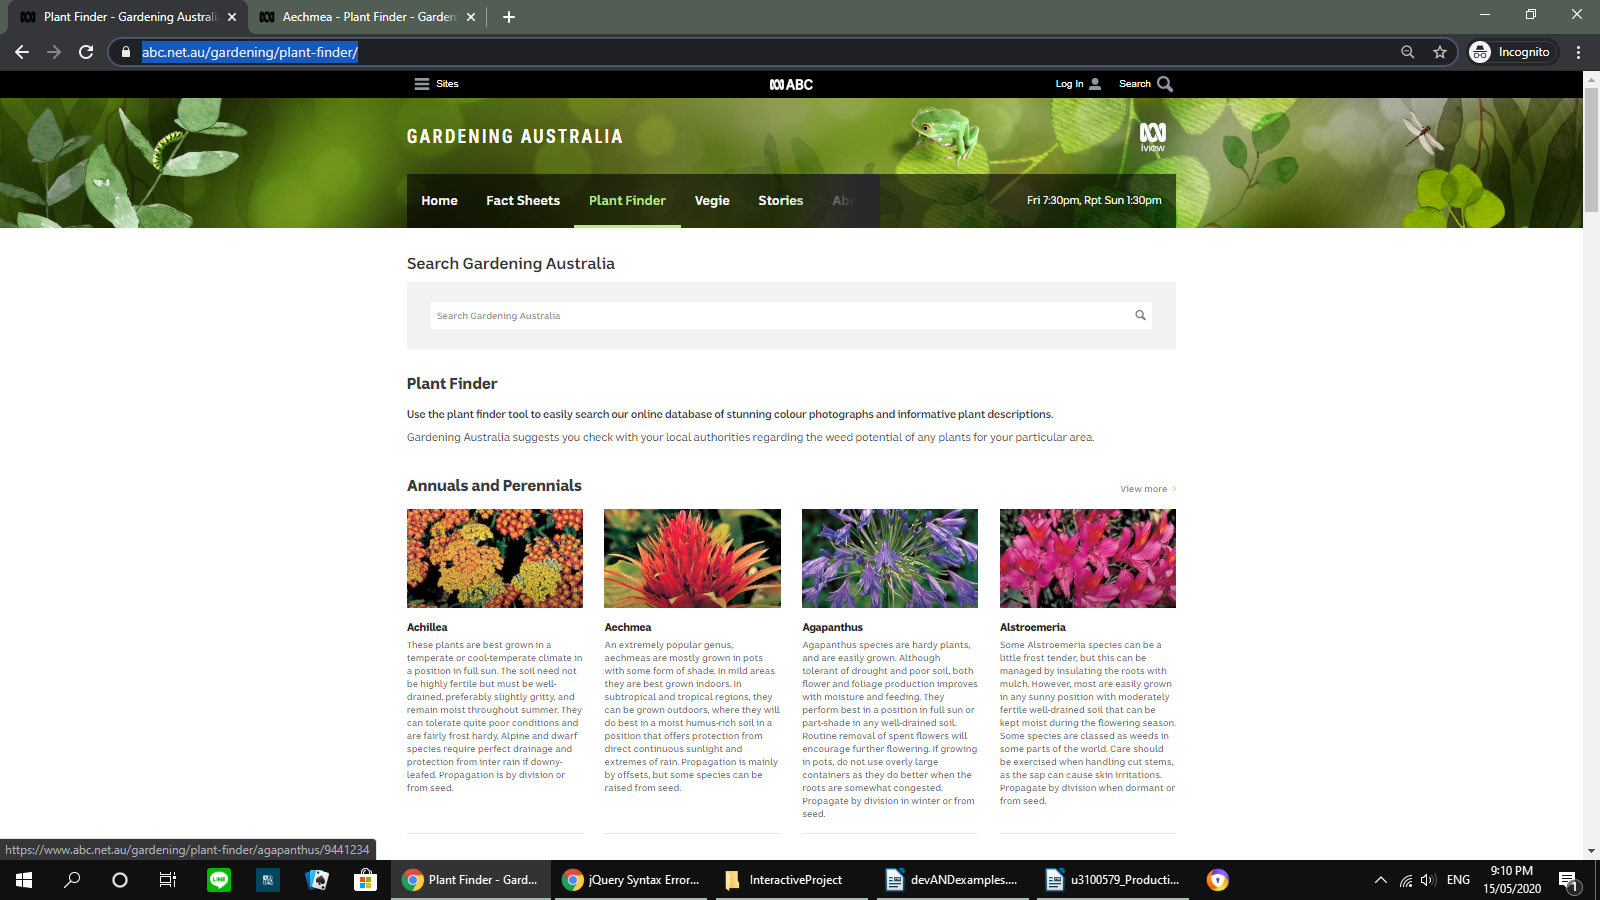 Plant Finder - Gardening Australi
Aechmea - Plant Finder - Garden
abc.net.au/gardening/plant-finder/
Incognito
Sites
ABC
Log In
Search
GARDENING AUSTRALIA
iview
Home
Fact Sheets
Plant Finder
Vegie
Stories
Abo
Fri 7:30pm, Rpt Sun 1:30pm
Search Gardening Australia
Search Gardening Australia
Plant Finder
Use the plant finder tool to easily search our online database of stunning colour photographs and informative plant descriptions.
Gardening Australia suggests you check with your local authorities regarding the weed potential of any plants for your particular area.
Annuals and Perennials
View more
Achillea
These plants are best grown in a
temperate or cool-temperate climate in
a position in full sun. The soil need not
be highly fertile but must be well-
drained, preferably slightly gritty, and
remain moist throughout summer. They
can tolerate quite poor conditions and
are fairly frost hardy. Alpine and dwarf
species require perfect drainage and
protection from inter rain if downy-
leafed. Propagation is by division or
from seed.
Aechmea
An extremely popular genus,
aechmeas are mostly grown in pots
with some form of shade. In mild areas
they are best grown indoors. In
subtropical and tropical regions, they
can be grown outdoors, where they will
do best in a moist humus-rich soil in a
position that offers protection from
direct continuous sunlight and
extremes of rain. Propagation is mainly
by offsets, but some species can be
raised from seed.
Agapanthus
Agapanthus species are hardy plants,
and are easily grown. Although
tolerant of drought and poor soil, both
flower and foliage production improves
with moisture and feeding. They
perform best in a position in full sun or
part-shade in any well-drained soil.
Routine removal of spent flowers will
encourage further flowering. If growing
in pots, do not use overly large
containers as they do better when the
roots are somewhat congested.
Propagate by division in winter or from
seed.
Alstroemeria
Some Alstroemeria species can be a
little frost tender, but this can be
managed by insulating the roots with
mulch. However, most are easily grown
in any sunny position with moderately
fertile well-drained soil that can be
kept moist during the flowering season.
Some species are classed as weeds in
some parts of the world. Care should
be exercised when handling cut stems,
as the sap can cause skin irritations.
Propagate by division when dormant or
from seed.
https://www.abc.net.au/gardening/plant-finder/agapanthus/9441234
LINE
Plant Finder - Gard...
jQuery Syntax Error...
InteractiveProject
devANDexamples....
u3100579_Producti...
ENG
9:10 PM
15/05/2020
1